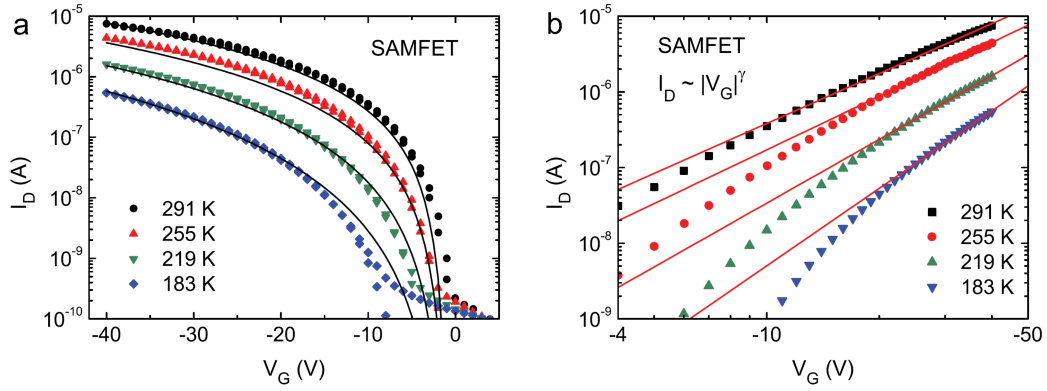 a
SAMFET
I_D (A)
10^-5
10^-6
10^-7
10^-8
10^-9
10^-10
291 K
255 K
219 K
183 K
-40
-30
-20
-10
0
V_G (V)
b
SAMFET
I_D ~ |V_G|^γ
I_D (A)
10^-5
10^-6
10^-7
10^-8
10^-9
291 K
255 K
219 K
183 K
-4
-10
-50
V_G (V)